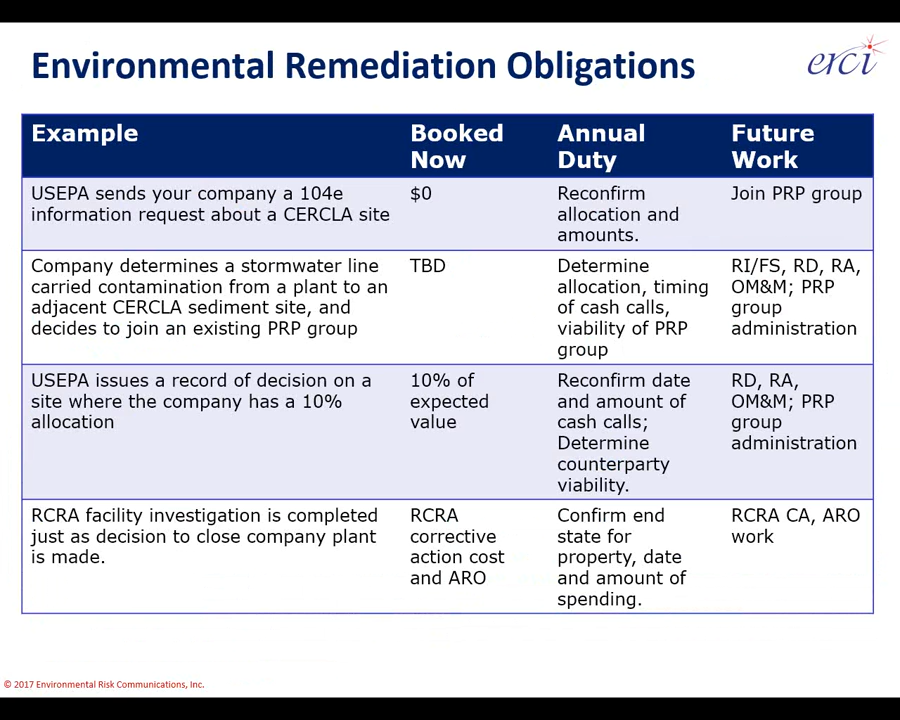 Environmental Remediation Obligations
erci
Example
Booked
Now
Annual
Duty
Future
Work
USEPA sends your company a 104e
information request about a CERCLA site
$0
Reconfirm
allocation and
amounts.
Join PRP group
Company determines a stormwater line
carried contamination from a plant to an
adjacent CERCLA sediment site, and
decides to join an existing PRP group
TBD
Determine
allocation, timing
of cash calls,
viability of PRP
group
RI/FS, RD, RA,
OM&M; PRP
group
administration
USEPA issues a record of decision on a
site where the company has a 10%
allocation
10% of
expected
value
Reconfirm date
and amount of
cash calls;
Determine
counterparty
viability.
RD, RA,
OM&M; PRP
group
administration
RCRA facility investigation is completed
just as decision to close company plant
is made.
RCRA
corrective
action cost
and ARO
Confirm end
state for
property, date
and amount of
spending.
RCRA CA, ARO
work
© 2017 Environmental Risk Communications, Inc.